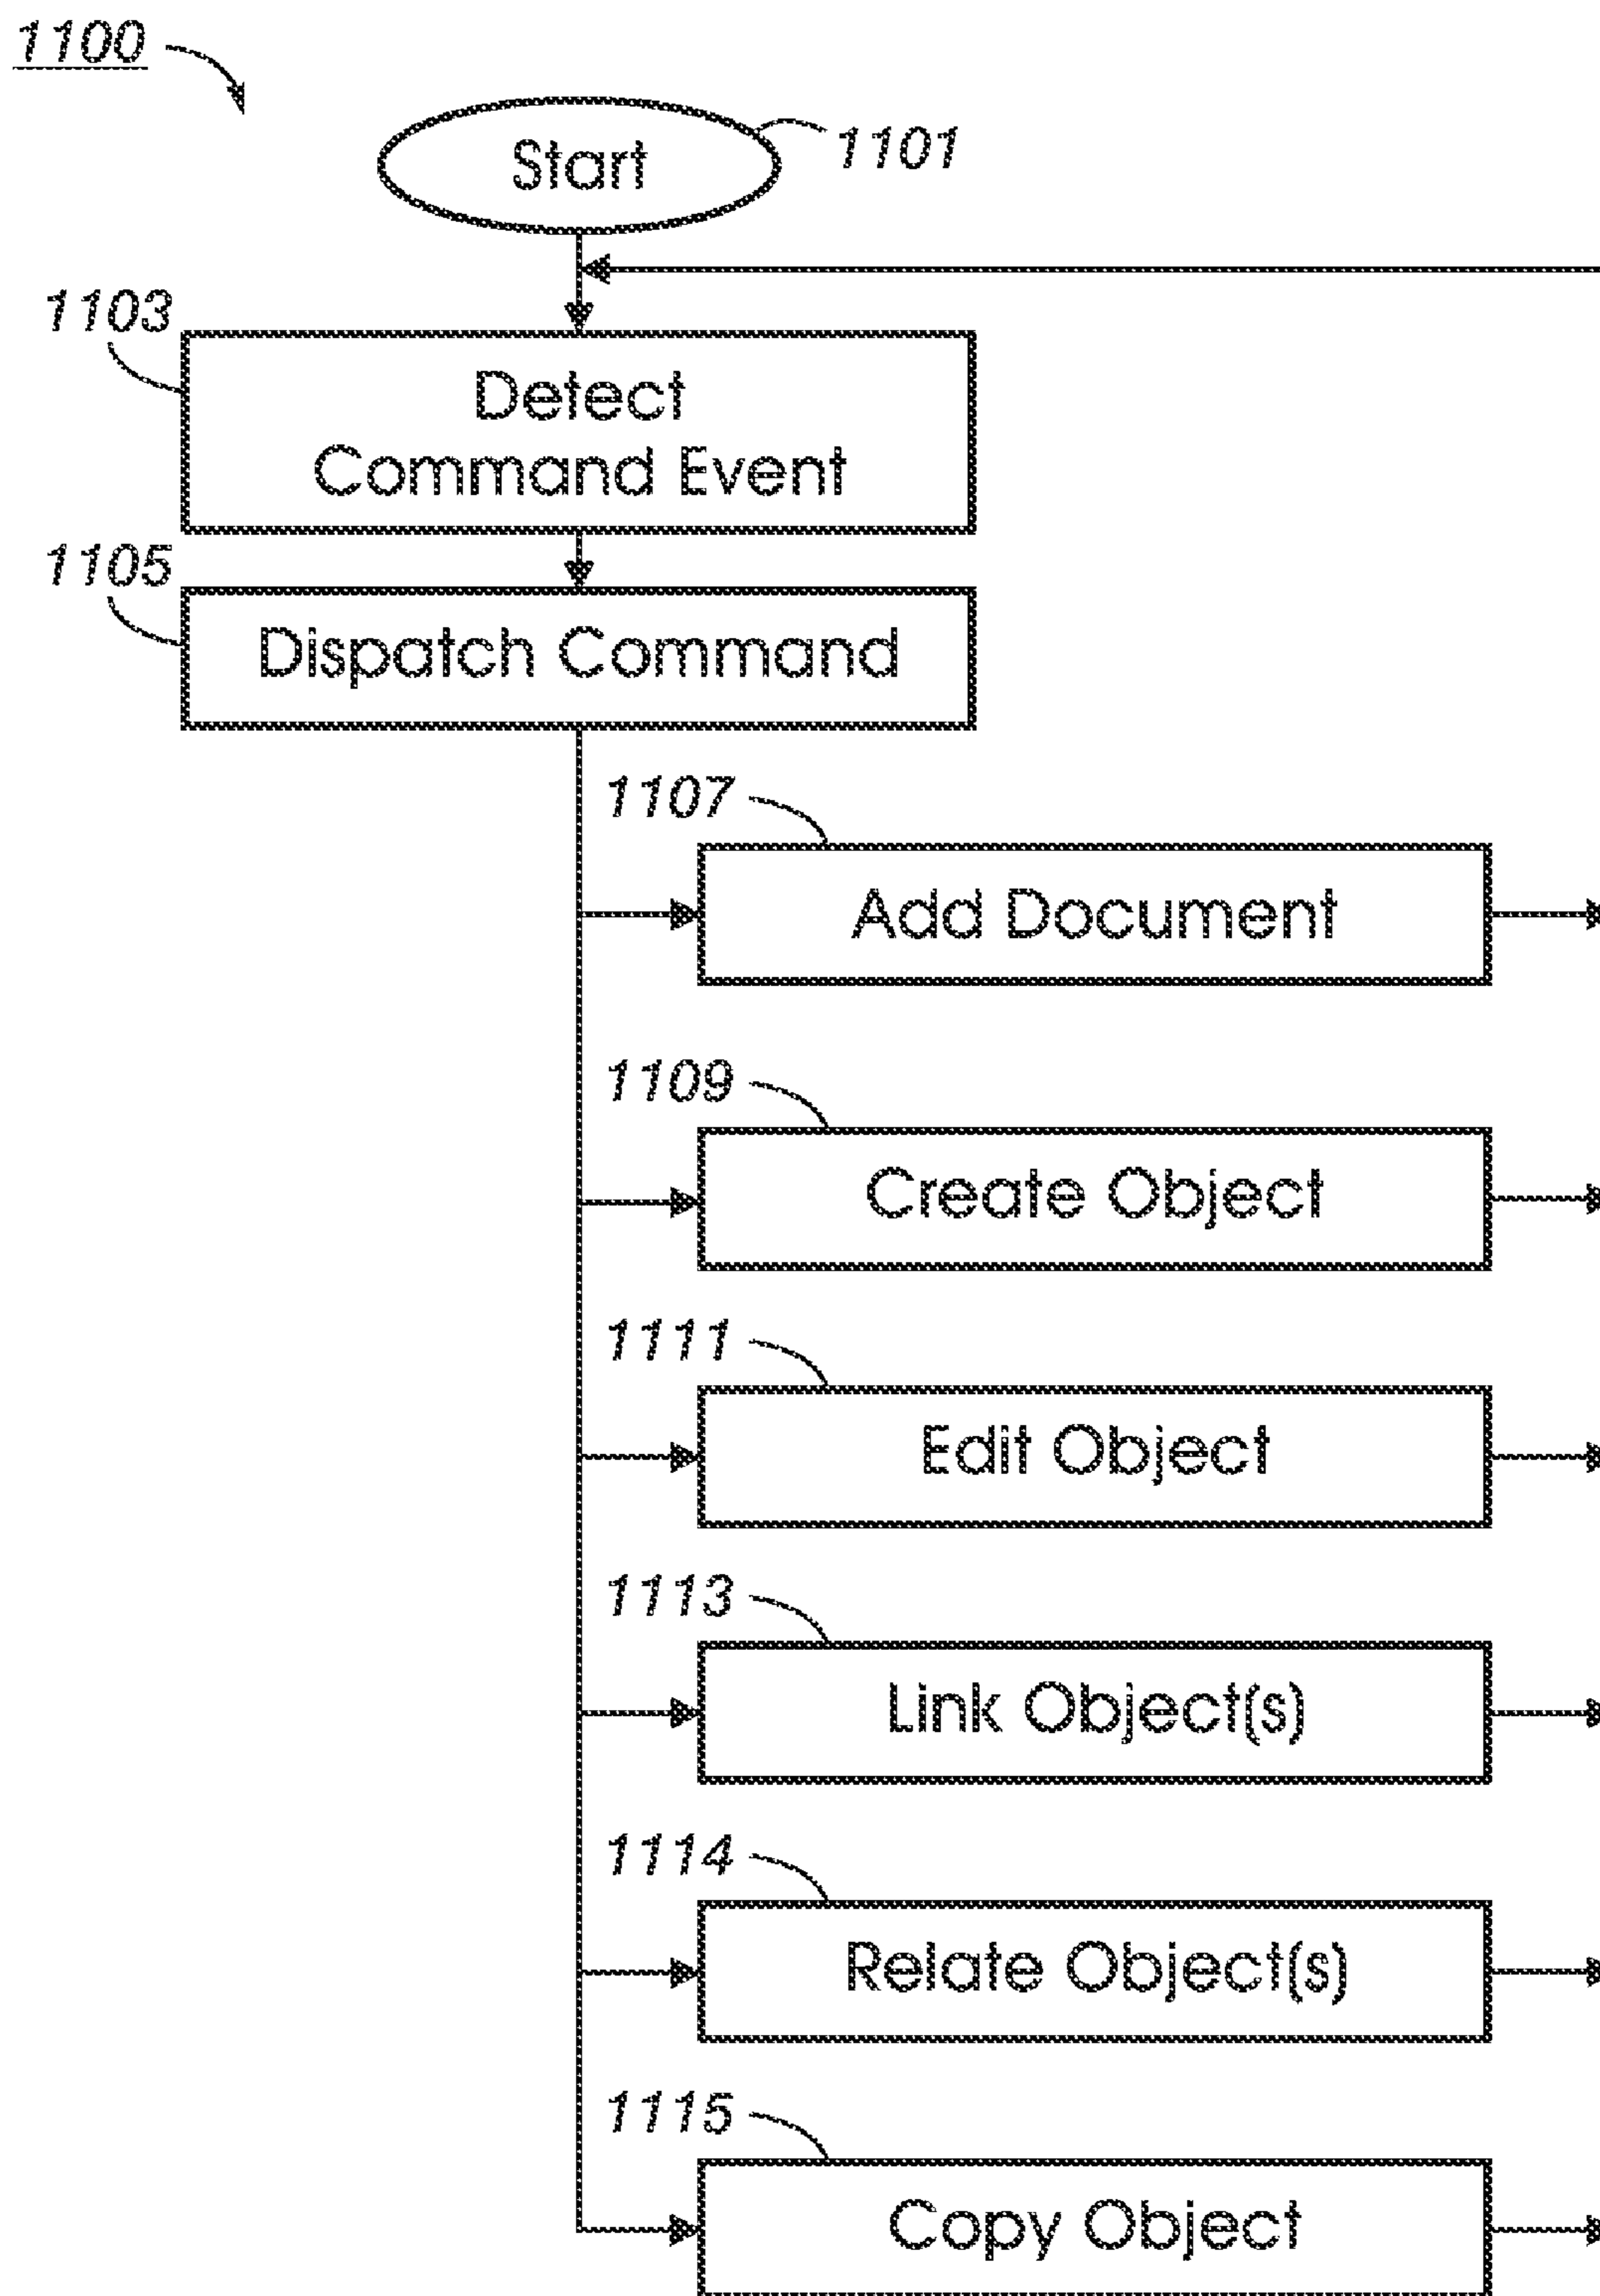 1100
Start
1101
1103
Detect
Command Event
1105
Dispatch Command
1107
Add Document
1109
Create Object
1111
Edit Object
1113
Link Object(s)
1114
Relate Object(s)
1115
Copy Object